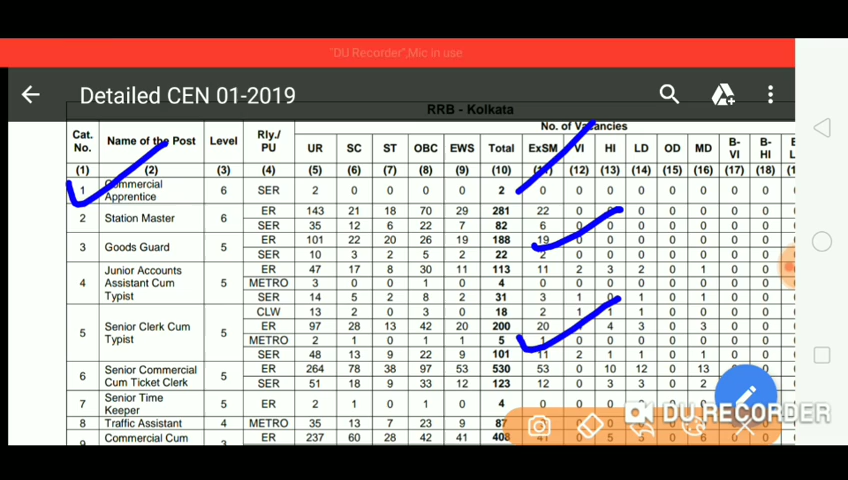 "DU Recorder",Mic in use
Detailed CEN 01-2019
RRB - Kolkata
Cat. No. Name of the Post Level Rly./ PU No. of Vacancies
UR SC ST OBC EWS Total ExSM VI HI LD OD MD B-VI B-HI
(1) (2) (3) (4) (5) (6) (7) (8) (9) (10) (12) (13) (14) (15) (16) (17) (18)
1 Commercial Apprentice 6 SER 2 0 0 0 0 2 0 0 0 0 0 0 0 0
2 Station Master 6 ER 143 21 18 70 29 281 22 0 0 0 0 0 0 0
SER 35 12 6 22 7 82 6 0 0 0 0 0 0 0
3 Goods Guard 5 ER 101 22 20 26 19 188 19 0 0 0 0 0 0 0
SER 10 3 2 5 2 22 2 0 0 0 0 0 0 0
4 Junior Accounts Assistant Cum Typist 5 ER 47 17 8 30 11 113 11 2 3 2 0 1 0 0
METRO 3 0 0 1 0 4 0 0 0 0 0 0 0 0
SER 14 5 2 8 2 31 3 1 0 1 0 1 0 0
5 Senior Clerk Cum Typist 5 CLW 13 2 0 3 0 18 2 1 1 1 0 0 0 0
ER 97 28 13 42 20 200 20 4 3 0 3 0 0
METRO 2 1 0 1 1 5 1 0 0 0 0 0 0 0
SER 48 13 9 22 9 101 11 2 1 1 0 1 0 0
6 Senior Commercial Cum Ticket Clerk 5 ER 264 78 38 97 53 530 53 0 10 12 0 13 0 0
SER 51 18 9 33 12 123 12 0 3 3 0 2 0
7 Senior Time Keeper 5 ER 2 1 0 1 0 4 0 0 0 0 0
DU RECORDER
8 Traffic Assistant 4 METRO 35 13 7 23 9 87
9 Commercial Cum 3 ER 237 60 28 42 41 408 41 0 5 3 0 6 0 0